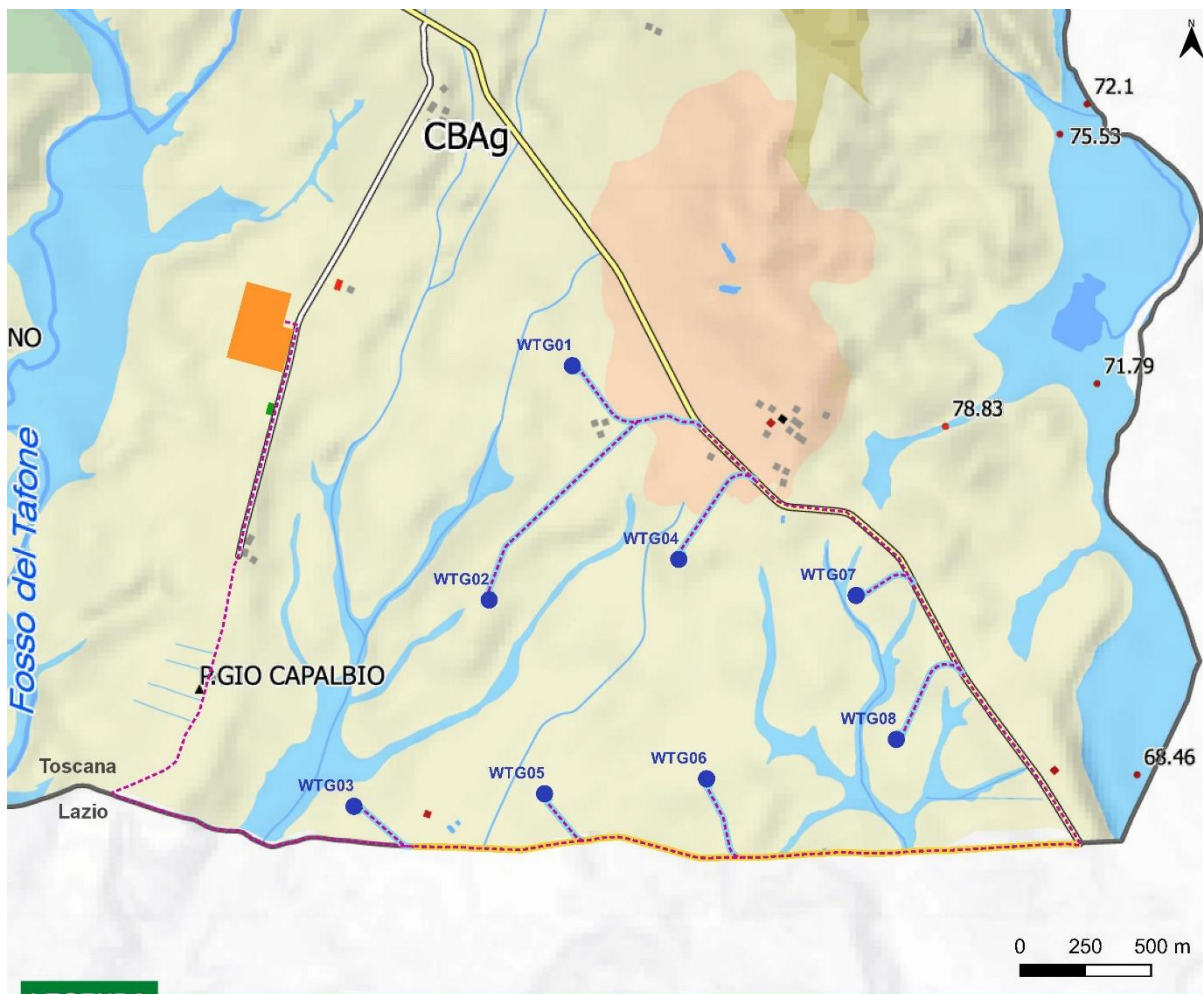 N
72.1
75.53
CBAg
WTG01
NO
71.79
78.83
Fosso del Tafone
WTG04
WTG02
WTG07
P.GIO CAPALBIO
WTG08
Toscana
WTG03
WTG05
WTG06
68.46
Lazio
0 250 500 m